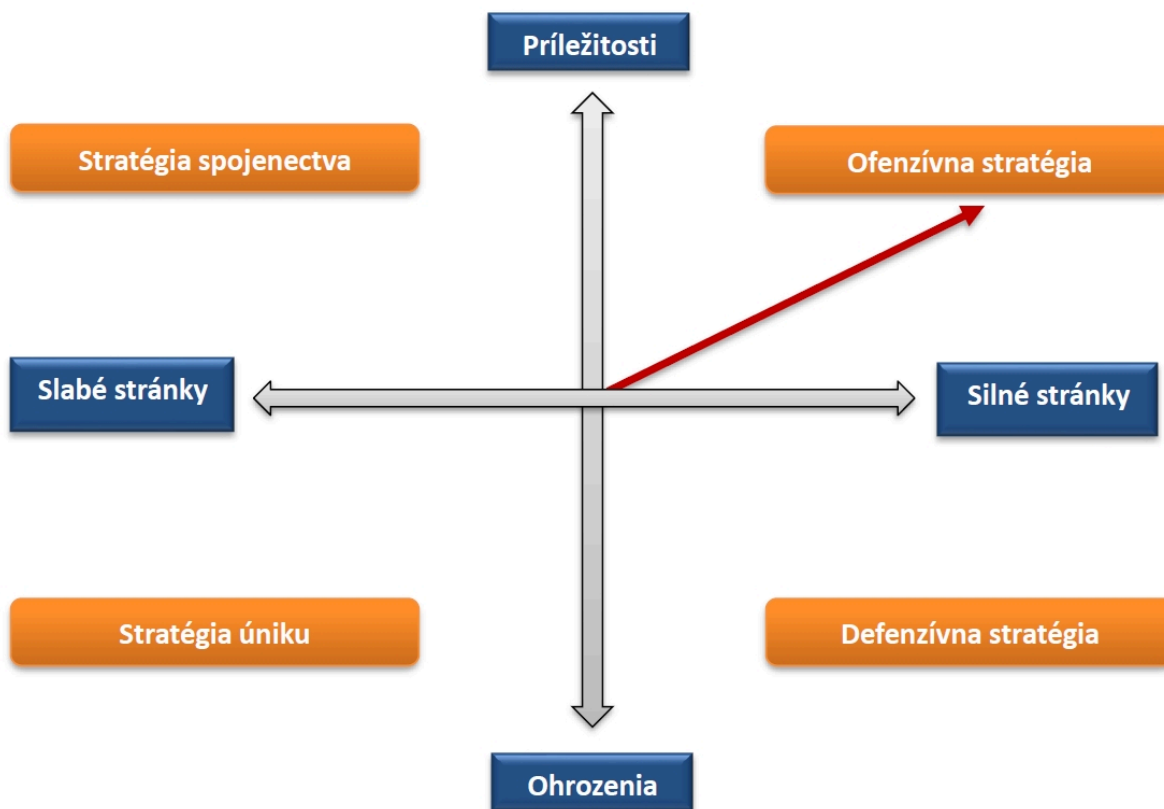 Príležitosti
Stratégia spojenectva
Ofenzívna stratégia
Slabé stránky
Silné stránky
Stratégia úniku
Defenzívna stratégia
Ohrozenia